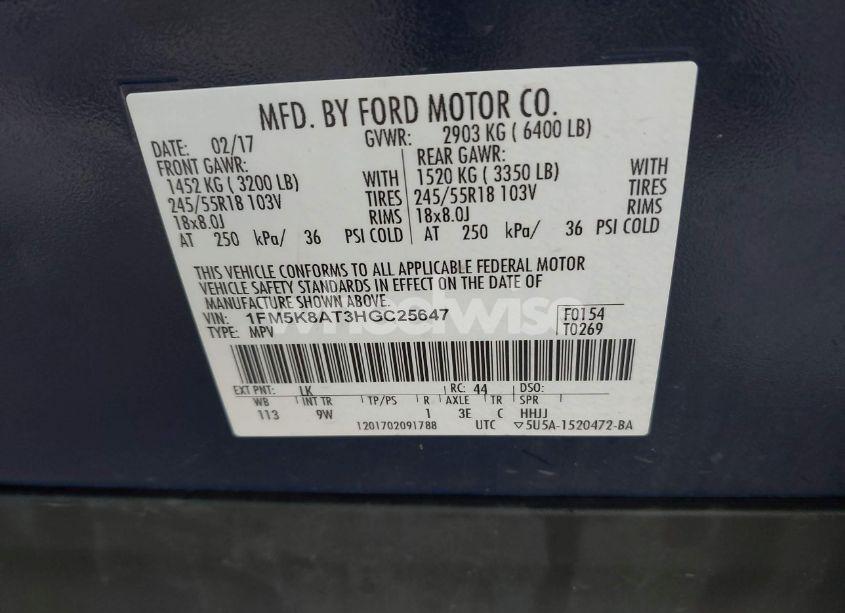 MFD. BY FORD MOTOR CO.
DATE: 02/17 GVWR: 2903 KG ( 6400 LB)
FRONT GAWR: REAR GAWR:
1452 KG ( 3200 LB) WITH 1520 KG ( 3350 LB) WITH
245/55R18 103V TIRES 245/55R18 103V TIRES
18x8.0J RIMS 18x8.0J RIMS
AT 250 kPa/ 36 PSI COLD AT 250 kPa/ 36 PSI COLD
THIS VEHICLE CONFORMS TO ALL APPLICABLE FEDERAL MOTOR
VEHICLE SAFETY STANDARDS IN EFFECT ON THE DATE OF
MANUFACTURE SHOWN ABOVE.
VIN: 1FM5K8AT3HGC25647 F0154
TYPE: MPV T0269
wheelwise
EXT PNT: LK RC: 44 DSO:
WB INT TR TP/PS R AXLE TR SPR
113 9W 1 3E C HHJJ
1201702091788 UTC ▽5U5A-1520472-BA